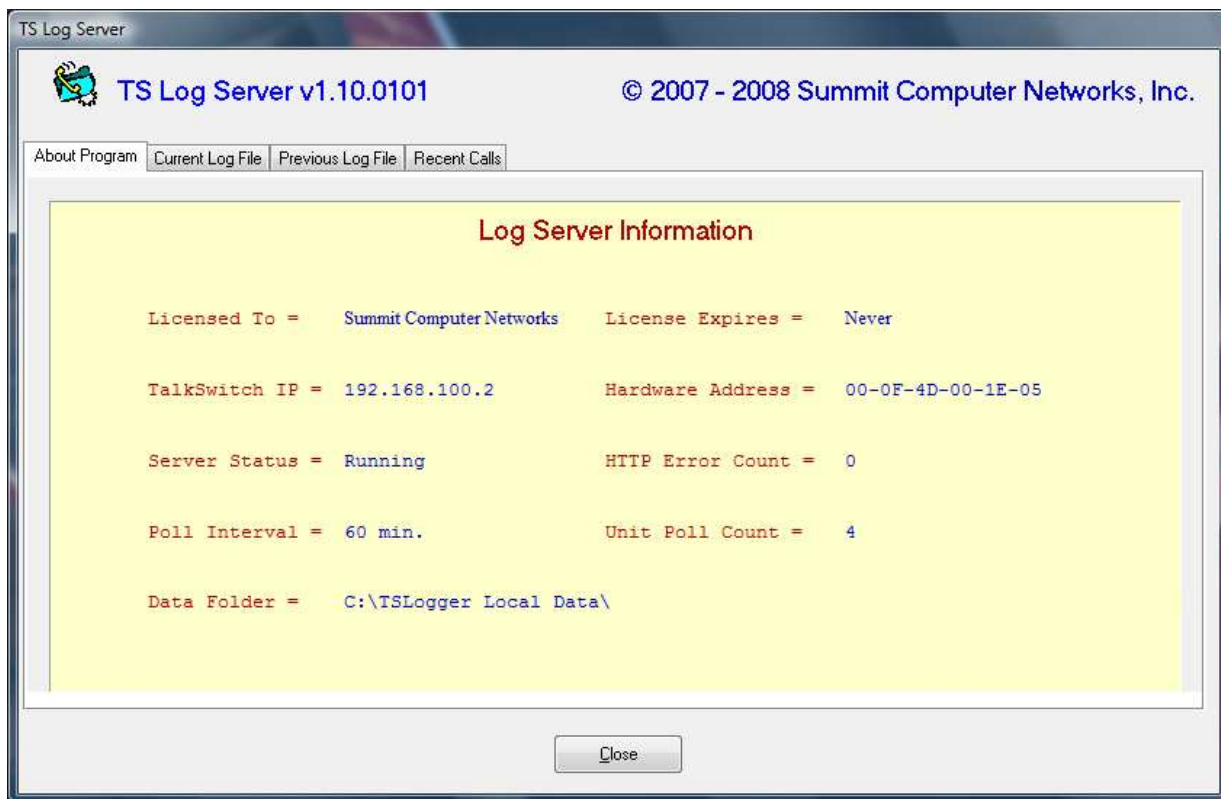 TS Log Server
TS Log Server v1.10.0101 © 2007 - 2008 Summit Computer Networks, Inc.
About Program Current Log File Previous Log File Recent Calls
Log Server Information
Licensed To = Summit Computer Networks License Expires = Never
TalkSwitch IP = 192.168.100.2 Hardware Address = 00-0F-4D-00-1E-05
Server Status = Running HTTP Error Count = 0
Poll Interval = 60 min. Unit Poll Count = 4
Data Folder = C:\TSLogger Local Data\
Close